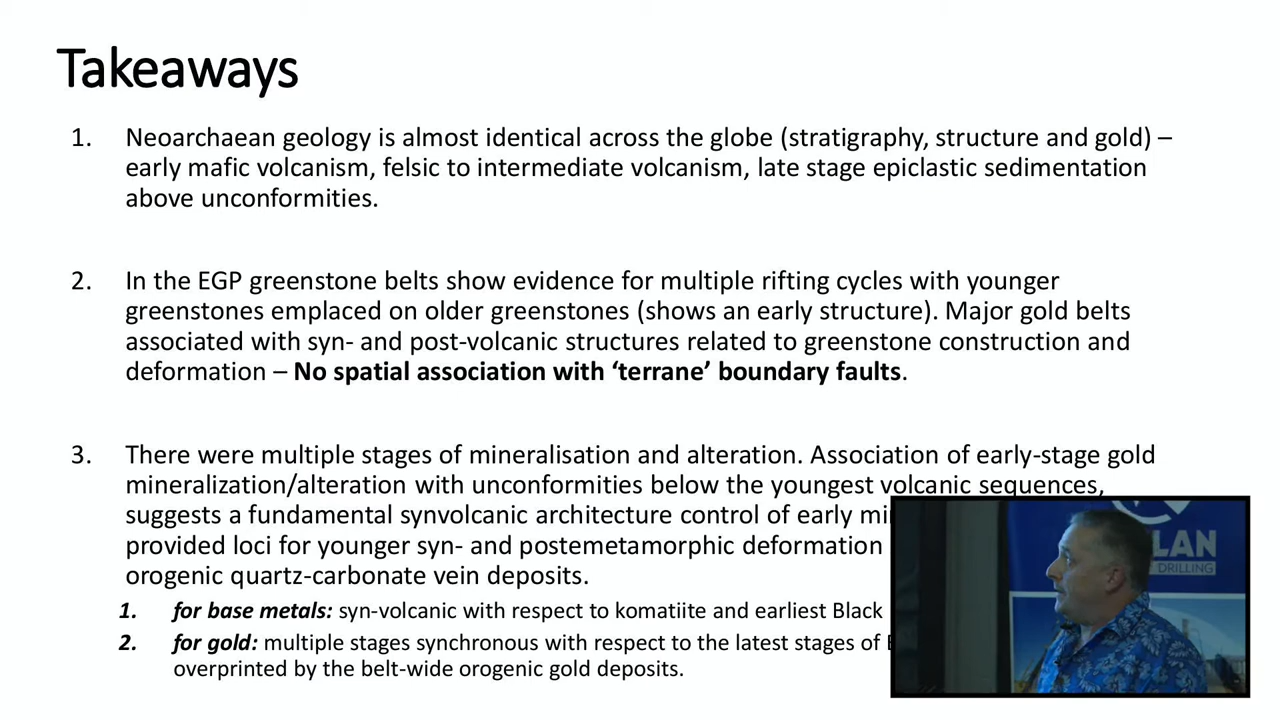 Takeaways
1. Neoarchaean geology is almost identical across the globe (stratigraphy, structure and gold) –
early mafic volcanism, felsic to intermediate volcanism, late stage epiclastic sedimentation
above unconformities.
2. In the EGP greenstone belts show evidence for multiple rifting cycles with younger
greenstones emplaced on older greenstones (shows an early structure). Major gold belts
associated with syn- and post-volcanic structures related to greenstone construction and
deformation – No spatial association with ‘terrane’ boundary faults.
3. There were multiple stages of mineralisation and alteration. Association of early-stage gold
mineralization/alteration with unconformities below the youngest volcanic sequences,
suggests a fundamental synvolcanic architecture control of early
provided loci for younger syn- and postemetamorphic deformation
orogenic quartz-carbonate vein deposits.
1. for base metals: syn-volcanic with respect to komatiite and earliest Black
2. for gold: multiple stages synchronous with respect to the latest stages of
overprinted by the belt-wide orogenic gold deposits.
LAN
DRILLING